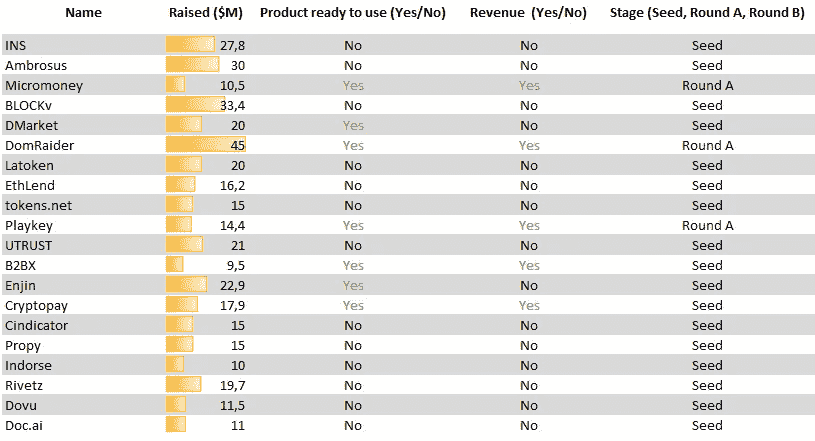 Name Raised ($M) Product ready to use (Yes/No) Revenue (Yes/No) Stage (Seed, Round A, Round B)
INS 27,8 No No Seed
Ambrosus 30 No No Seed
Micromoney 10,5 Yes Yes Round A
BLOCKv 33,4 No No Seed
DMarket 20 Yes No Seed
DomRaider 45 Yes Yes Round A
Latoken 20 No No Seed
EthLend 16,2 No No Seed
tokens.net 15 No No Seed
Playkey 14,4 Yes Yes Round A
UTRUST 21 No No Seed
B2BX 9,5 Yes Yes Seed
Enjin 22,9 Yes No Seed
Cryptopay 17,9 Yes Yes Seed
Cindicator 15 No No Seed
Propy 15 No No Seed
Indorse 10 No No Seed
Rivetz 19,7 No No Seed
Dovu 11,5 No No Seed
Doc.ai 11 No No Seed